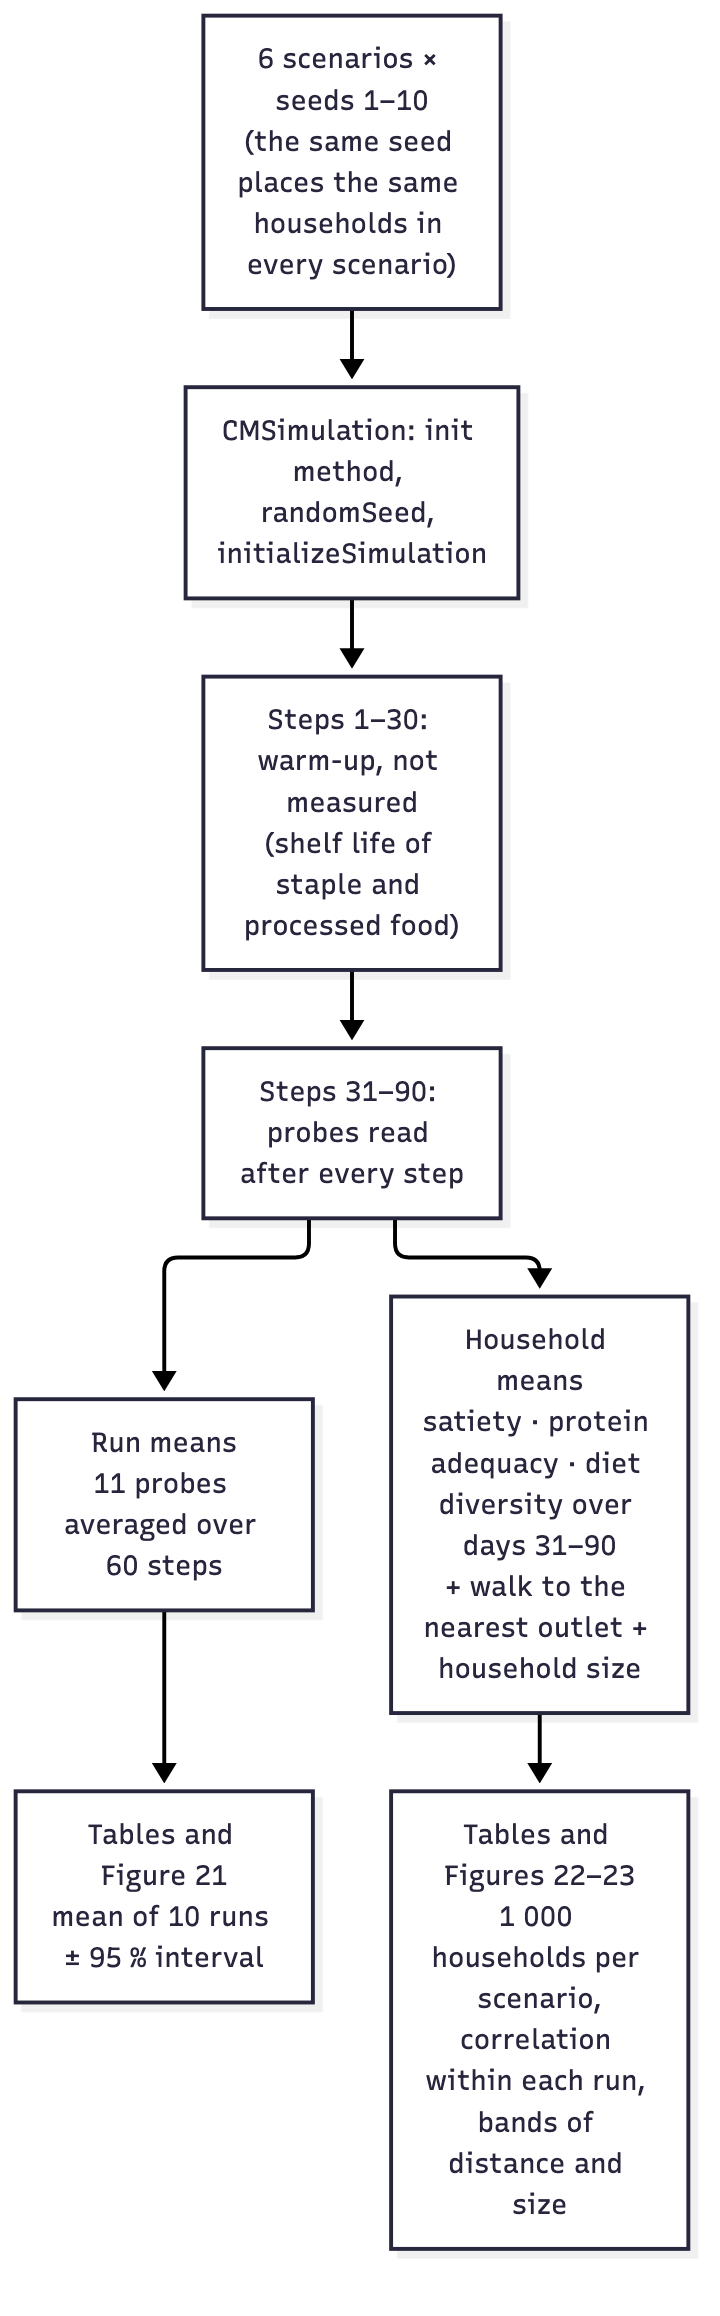 6 scenarios ×
seeds 1–10
(the same seed
places the same
households in
every scenario)
CMSimulation: init
method,
randomSeed,
initializeSimulation
Steps 1–30:
warm-up, not
measured
(shelf life of
staple and
processed food)
Steps 31–90:
probes read
after every step
Run means
11 probes
averaged over
60 steps
Household
means
satiety · protein
adequacy · diet
diversity over
days 31–90
+ walk to the
nearest outlet +
household size
Tables and
Figure 21
mean of 10 runs
± 95 % interval
Tables and
Figures 22–23
1 000
households per
scenario,
correlation
within each run,
bands of
distance and
size